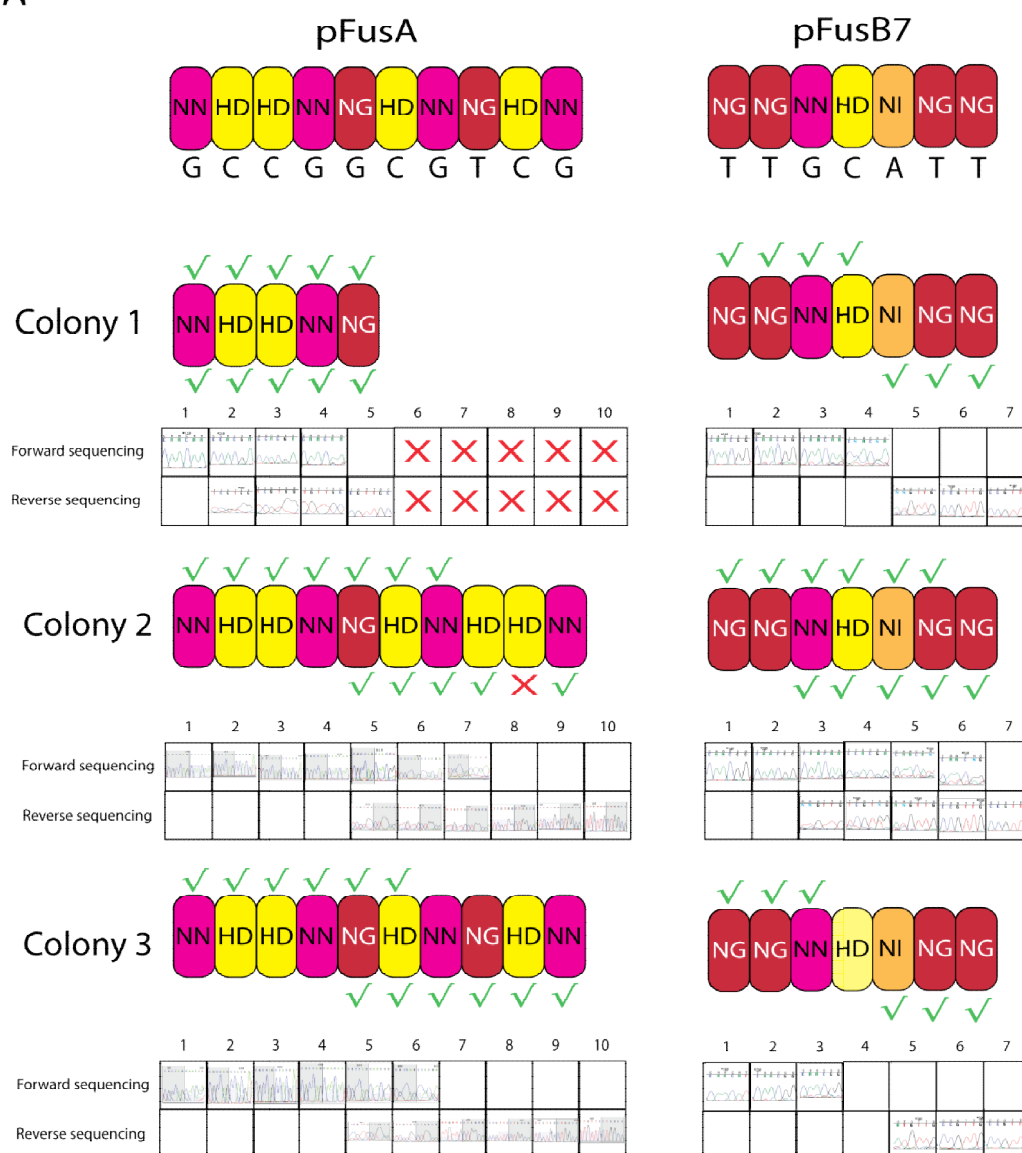 pFusA pFusB7
NN HD HD NN NG HD NN NG HD NN NG NG NN HD NI NG NG
G C C G G C G T C G T T G C A T T
Colony 1
NN HD HD NN NG NG NG NN HD NI NG NG
1 2 3 4 5 6 7 8 9 10 1 2 3 4 5 6 7
Forward sequencing
Reverse sequencing
Colony 2
NN HD HD NN NG HD NN HD HD NN NG NG NN HD NI NG NG
1 2 3 4 5 6 7 8 9 10 1 2 3 4 5 6 7
Forward sequencing
Reverse sequencing
Colony 3
NN HD HD NN NG HD NN NG HD NN NG NG NN HD NI NG NG
1 2 3 4 5 6 7 8 9 10 1 2 3 4 5 6 7
Forward sequencing
Reverse sequencing